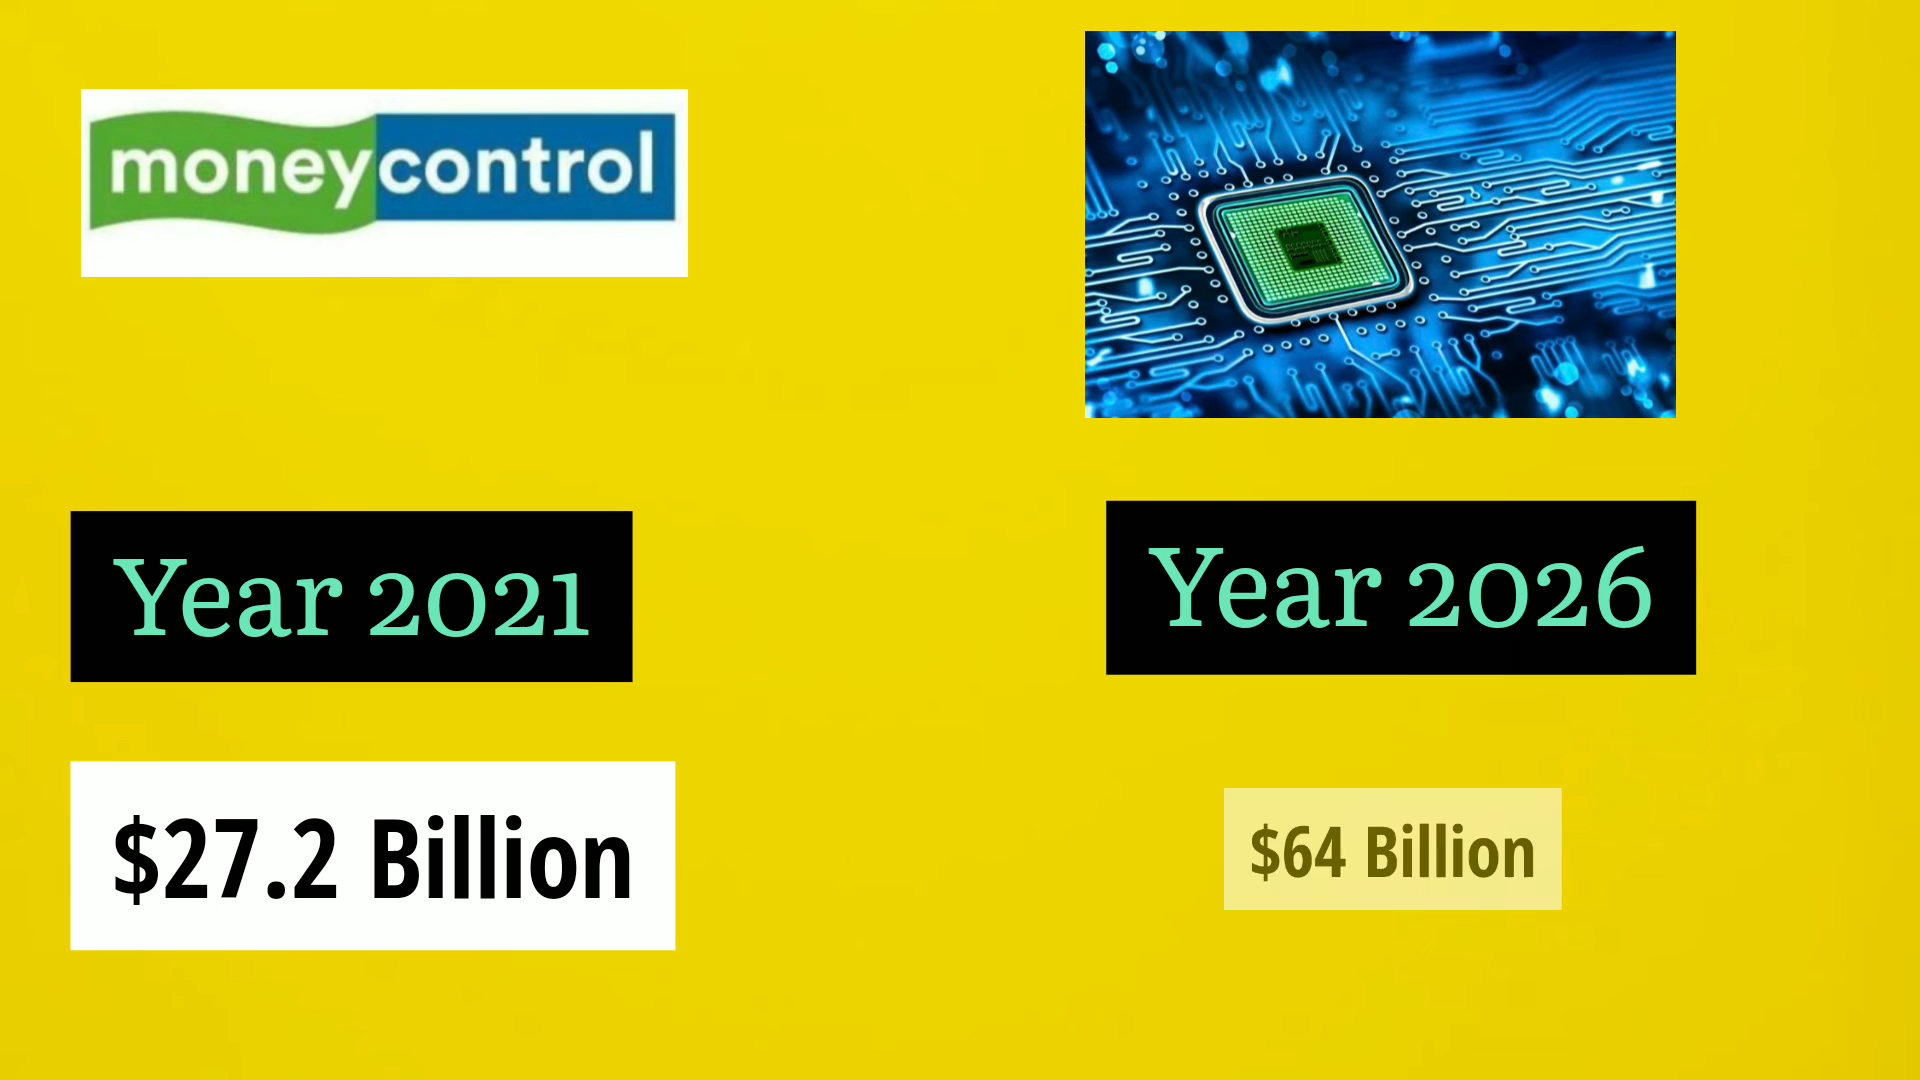 moneycontrol
Year 2021
Year 2026
$27.2 Billion
$64 Billion